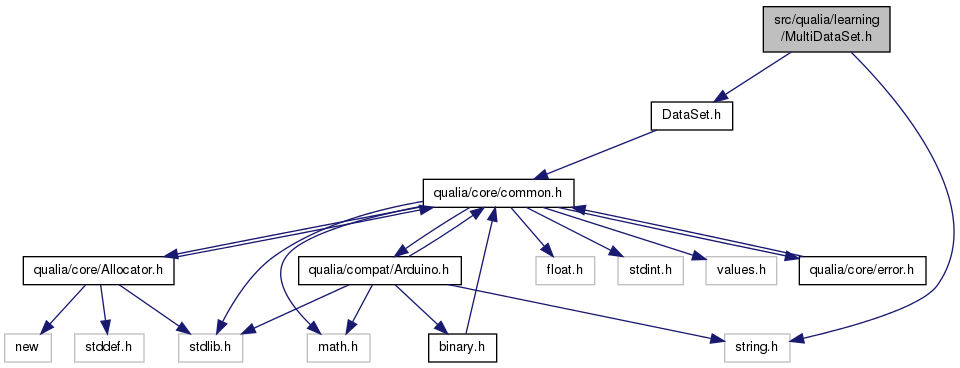 src/qualia/learning
/MultiDataSet.h
DataSet.h
qualia/core/common.h
qualia/core/Allocator.h
qualia/compat/Arduino.h
float.h
stdint.h
values.h
qualia/core/error.h
new
stddef.h
stdlib.h
math.h
binary.h
string.h